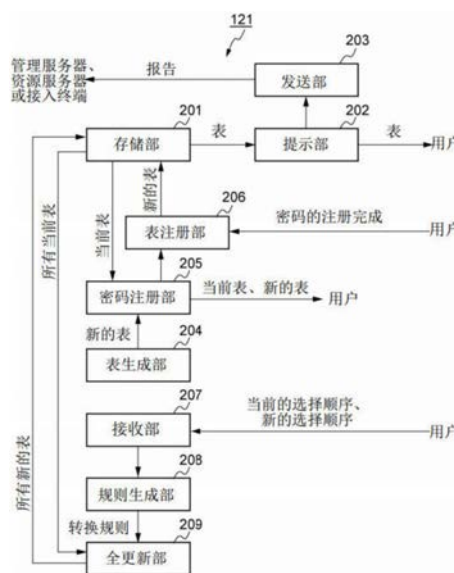 121
203
管理服务器、
资源服务器
或接入终端
报告
发送部
201
202
存储部
表
提示部
表
用户
新的表
206
所有当前表
当前表
表注册部
密码的注册完成
用户
205
密码注册部
当前表、新的表
用户
新的表
204
表生成部
207
当前的选择顺序、
新的选择顺序
接收部
用户
208
所有新的表
规则生成部
转换规则
209
全更新部